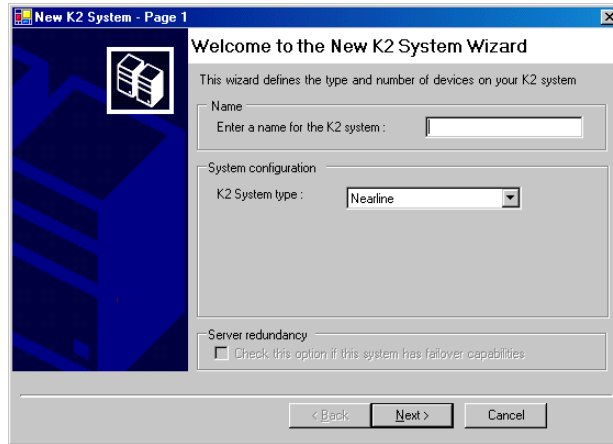 New K2 System - Page 1
Welcome to the New K2 System Wizard
This wizard defines the type and number of devices on your K2 system
Name
Enter a name for the K2 system :
System configuration
K2 System type :
Nearline
Server redundancy
Check this option if this system has failover capabilities
< Back
Next >
Cancel